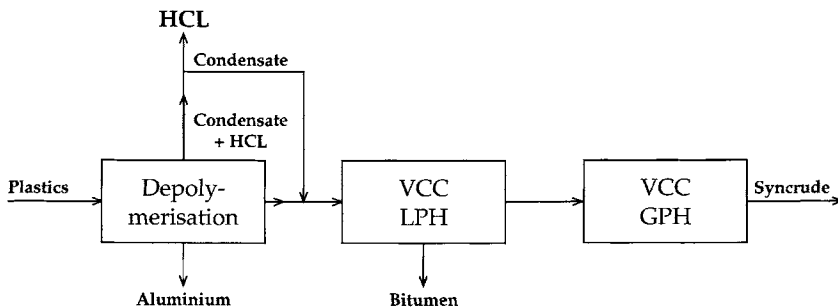 HCL
Condensate
Condensate
+ HCL
Plastics
Depoly-
merisation
VCC
LPH
VCC
GPH
Syncrude
Aluminium
Bitumen